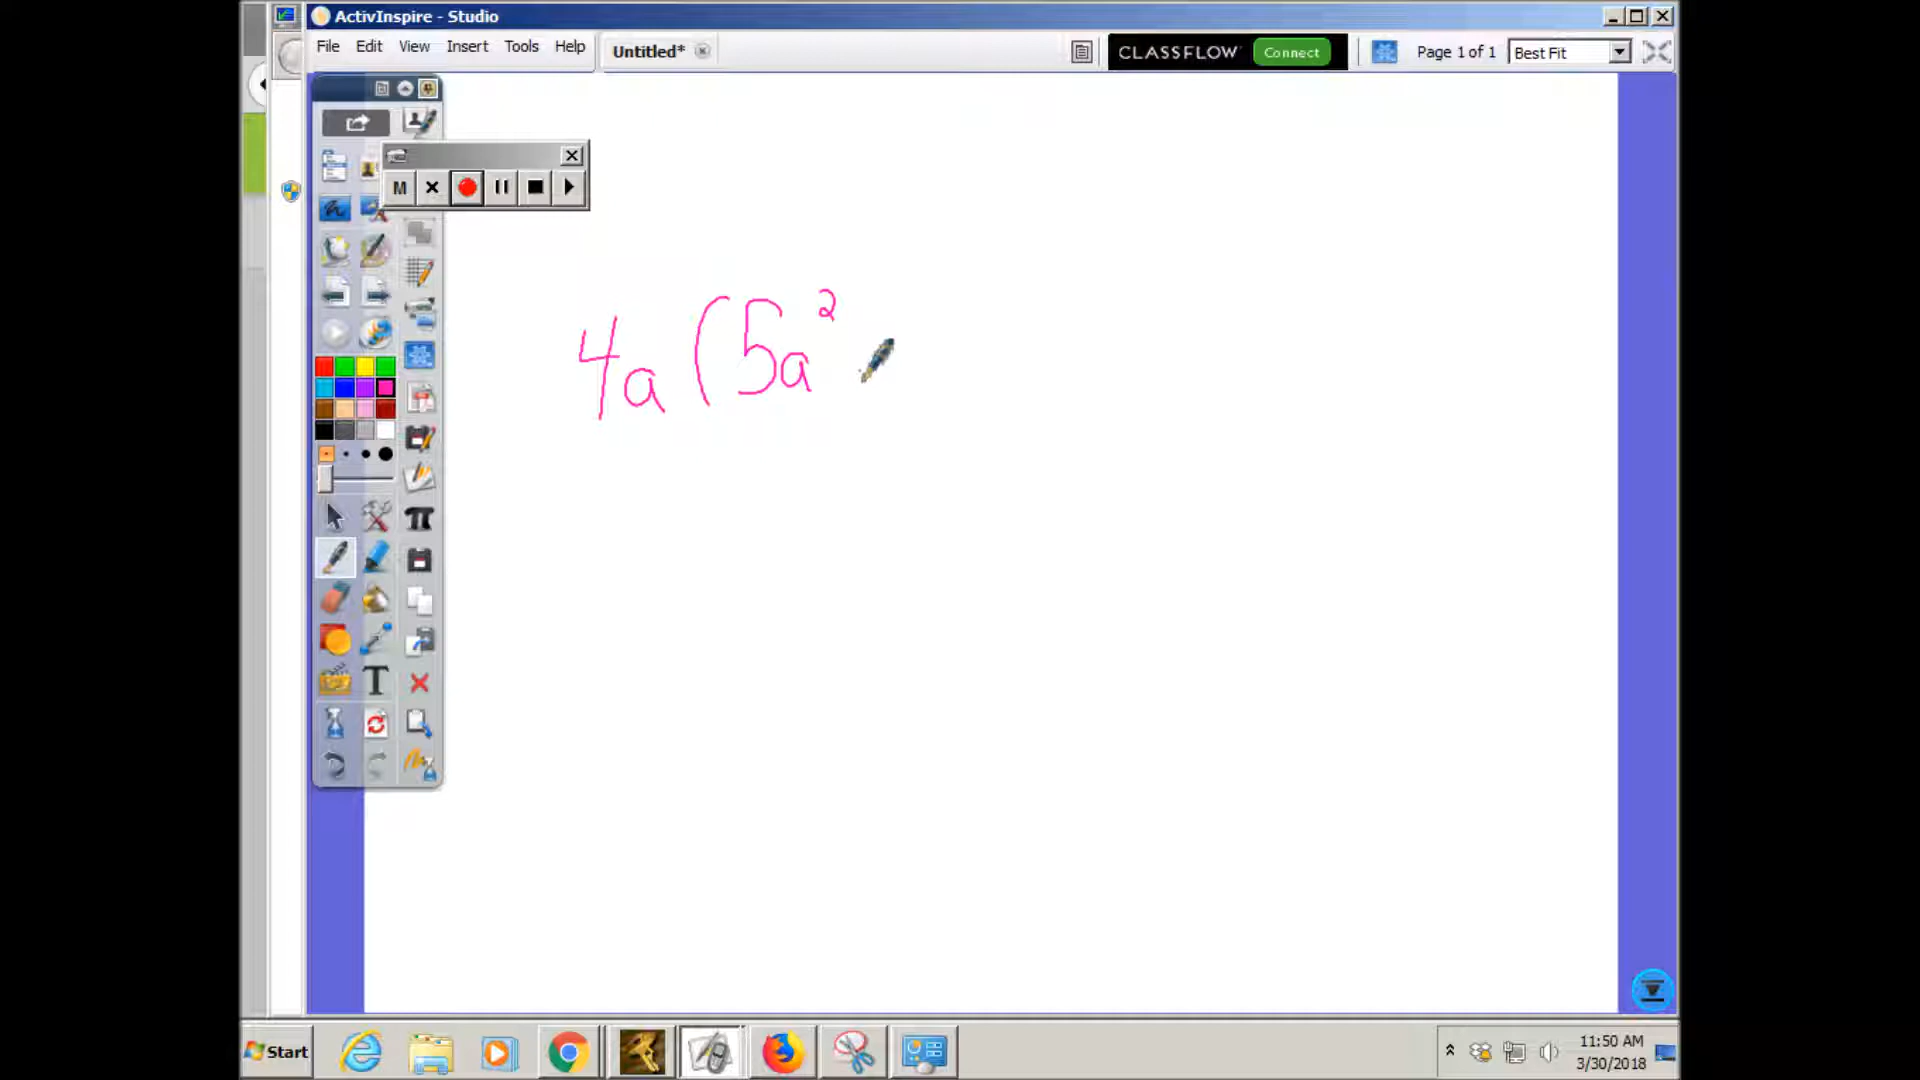 ActivInspire - Studio
File Edit View Insert Tools Help Untitled* CLASSFLOW Connect Page 1 of 1 Best Fit
M
4a(5a²
π
T
Start 11:50 AM
3/30/2018